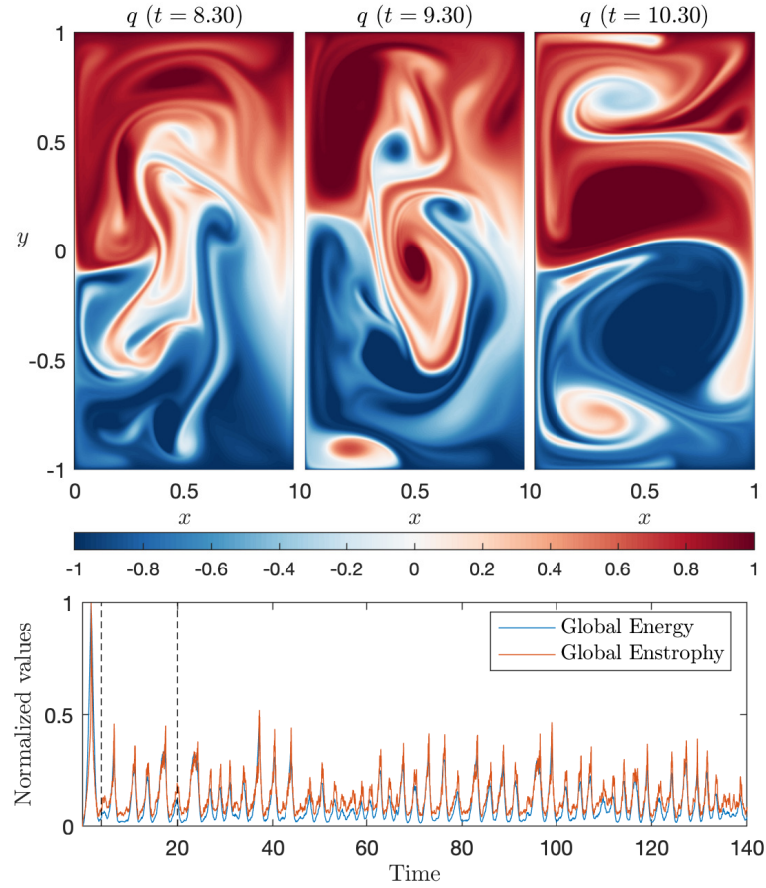 q (t = 8.30) q (t = 9.30) q (t = 10.30)
1
0.5
y
0
-0.5
-1
0 0.5 10 0.5 10 0.5 1
x x x
-1 -0.8 -0.6 -0.4 -0.2 0 0.2 0.4 0.6 0.8 1
1
Global Energy
Global Enstrophy
Normalized values
0.5
0
20 40 60 80 100 120 140
Time